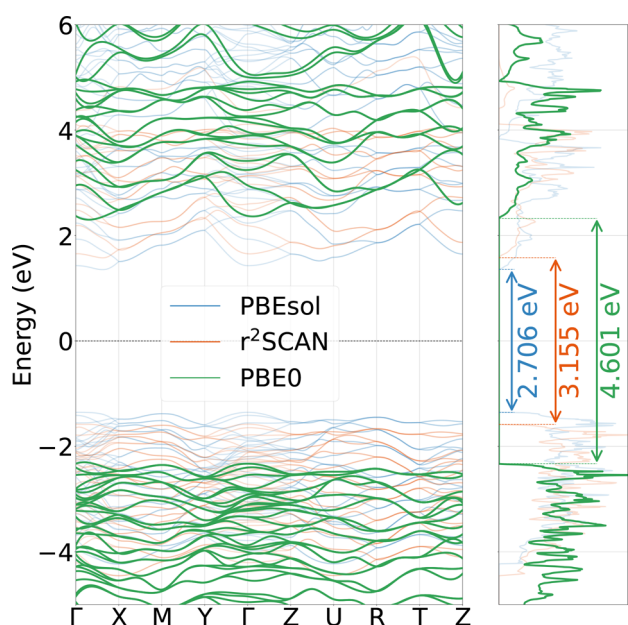 Energy (eV)
6
4
2
0
−2
−4
PBEsol
r²SCAN
PBE0
Γ X M Y Γ Z U R T Z
2.706 eV
3.155 eV
4.601 eV